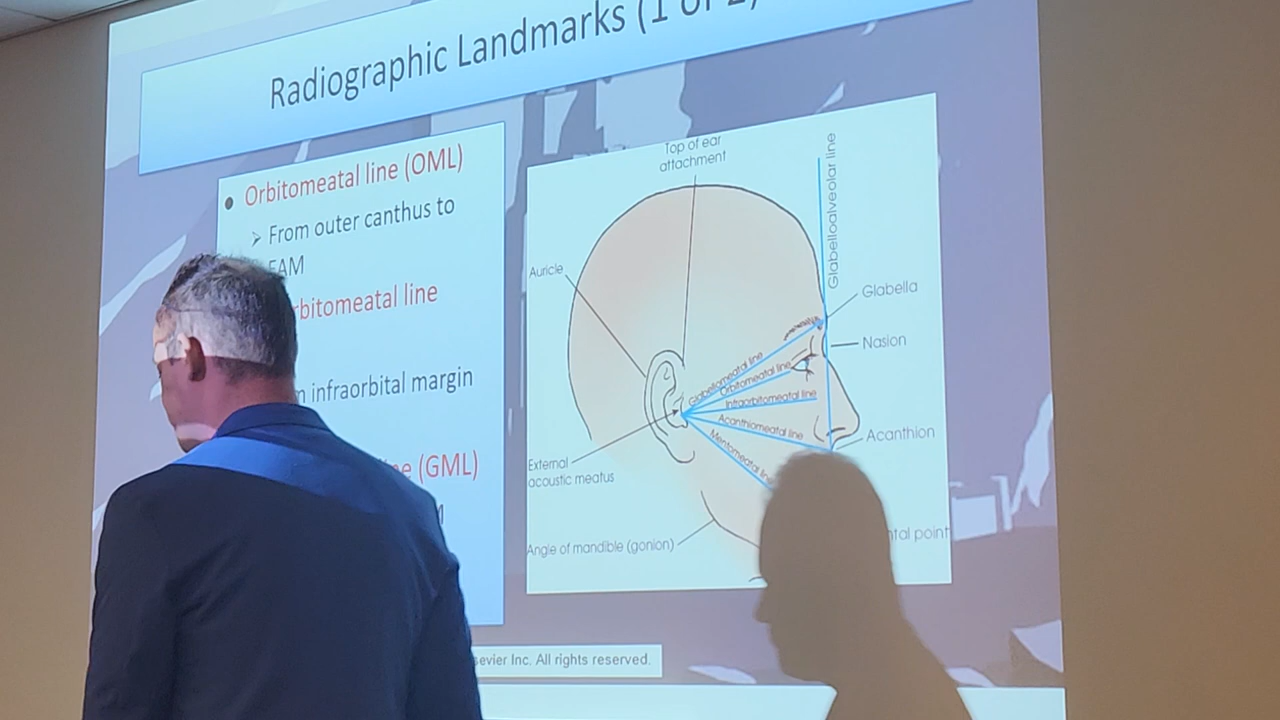 Radiographic Landmarks (1 of 2)
• Orbitomeatal line (OML)
➢ From outer canthus to
EAM
rbitomeatal line
n infraorbital margin
ne (GML)
M
sevier Inc. All rights reserved.
Top of ear
attachment
Glabelloalveolar line
Auricle
Glabella
Nasion
Glabellomeatal line
Orbitomeatal line
Infraorbitomeatal line
Acanthiomeatal line
Mentomeatal line
Acanthion
External
acoustic meatus
Angle of mandible (gonion)
ntal point